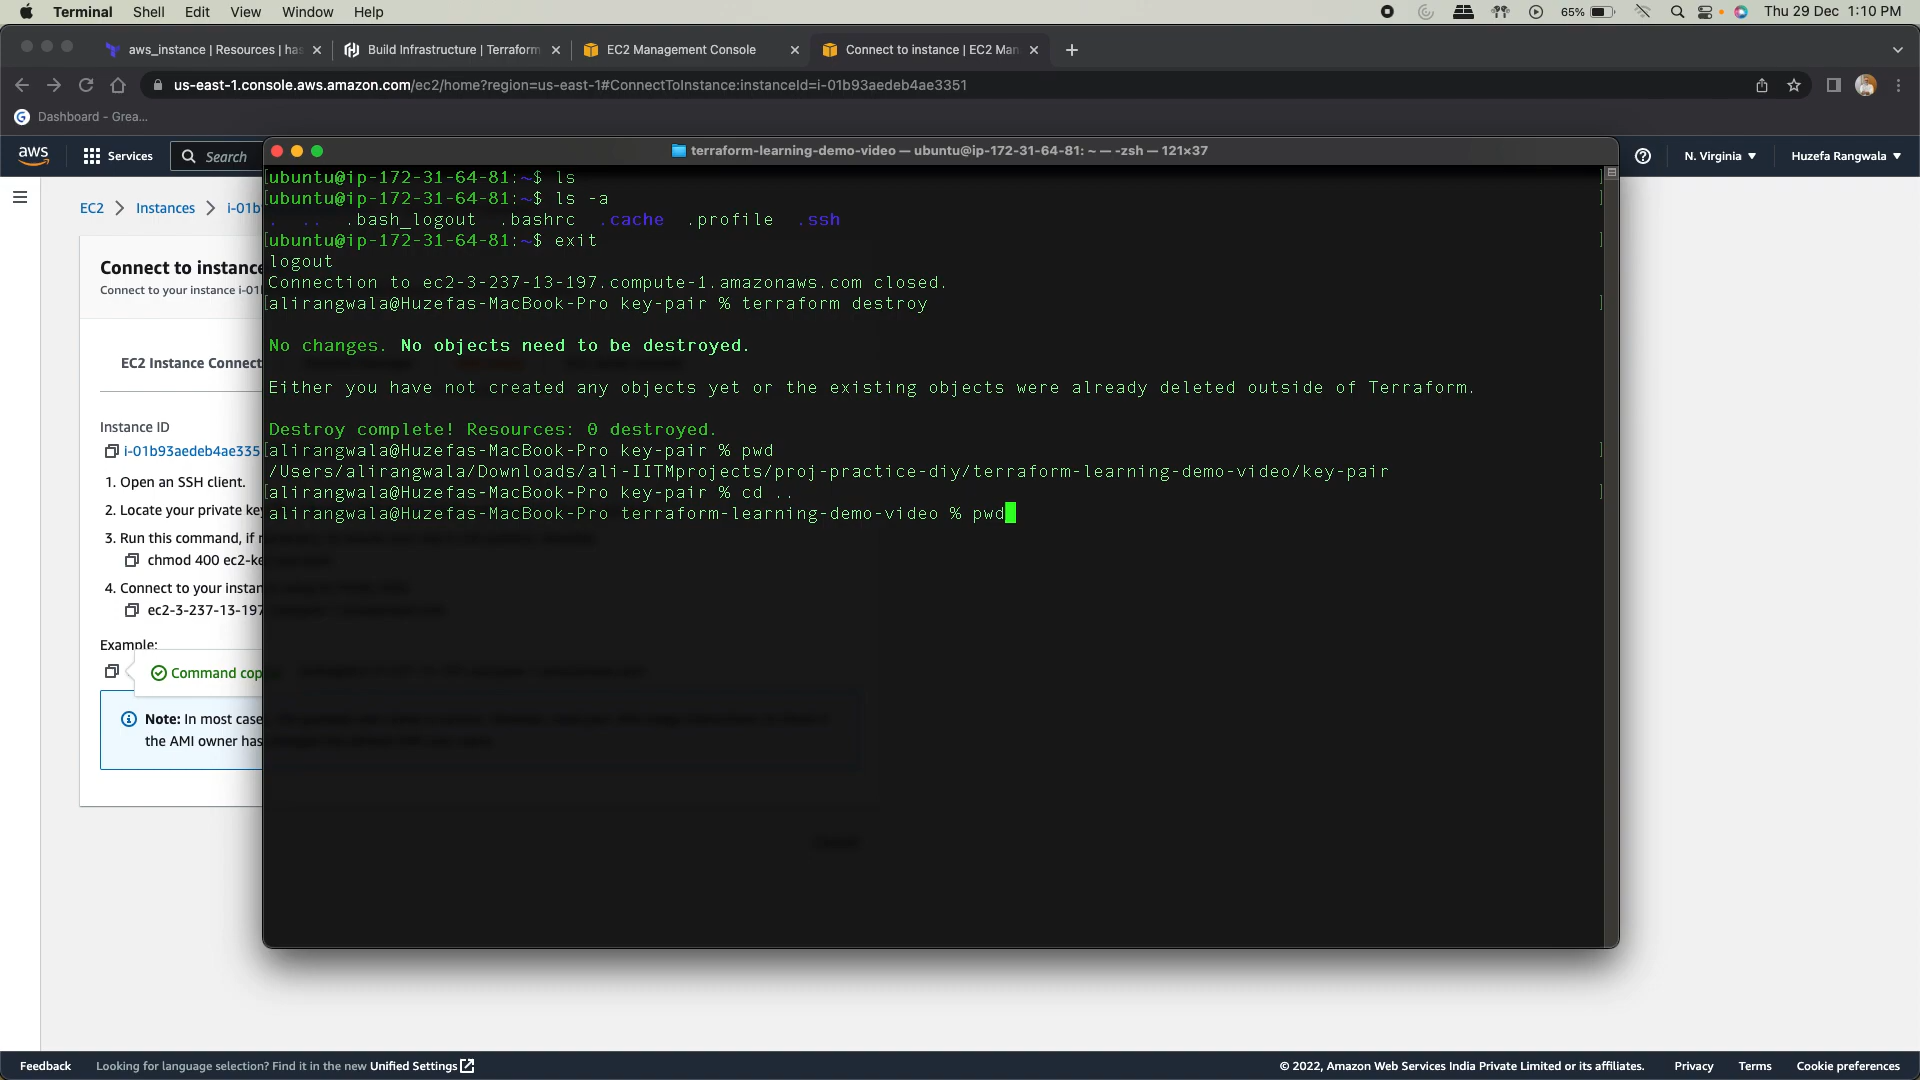 Terminal Shell Edit View Window Help 65% Thu 29 Dec 1:10 PM
aws_instance | Resources | has Build Infrastructure | Terraform EC2 Management Console Connect to instance | EC2 Man
us-east-1.console.aws.amazon.com/ec2/home?region=us-east-1#ConnectToInstance:instanceId=i-01b93aedeb4ae3351
Dashboard - Grea...
aws Services Search N. Virginia Huzefa Rangwala
terraform-learning-demo-video — ubuntu@ip-172-31-64-81: ~ — -zsh — 121×37
EC2 Instances i-01b
Connect to instance
Connect to your instance i-01
EC2 Instance Connect
Instance ID
i-01b93aedeb4ae335
1. Open an SSH client.
2. Locate your private key
3. Run this command, if
chmod 400 ec2-ke
4. Connect to your instan
ec2-3-237-13-197
Example:
Command cop
Note: In most case
the AMI owner has
[ubuntu@ip-172-31-64-81:~$ ls ]
[ubuntu@ip-172-31-64-81:~$ ls -a ]
. .. .bash_logout .bashrc .cache .profile .ssh
[ubuntu@ip-172-31-64-81:~$ exit ]
logout
Connection to ec2-3-237-13-197.compute-1.amazonaws.com closed.
[alirangwala@Huzefas-MacBook-Pro key-pair % terraform destroy ]
No changes. No objects need to be destroyed.
Either you have not created any objects yet or the existing objects were already deleted outside of Terraform.
Destroy complete! Resources: 0 destroyed.
[alirangwala@Huzefas-MacBook-Pro key-pair % pwd ]
/Users/alirangwala/Downloads/ali-IITMprojects/proj-practice-diy/terraform-learning-demo-video/key-pair
[alirangwala@Huzefas-MacBook-Pro key-pair % cd .. ]
alirangwala@Huzefas-MacBook-Pro terraform-learning-demo-video % pwd
Feedback Looking for language selection? Find it in the new Unified Settings © 2022, Amazon Web Services India Private Limited or its affiliates. Privacy Terms Cookie preferences